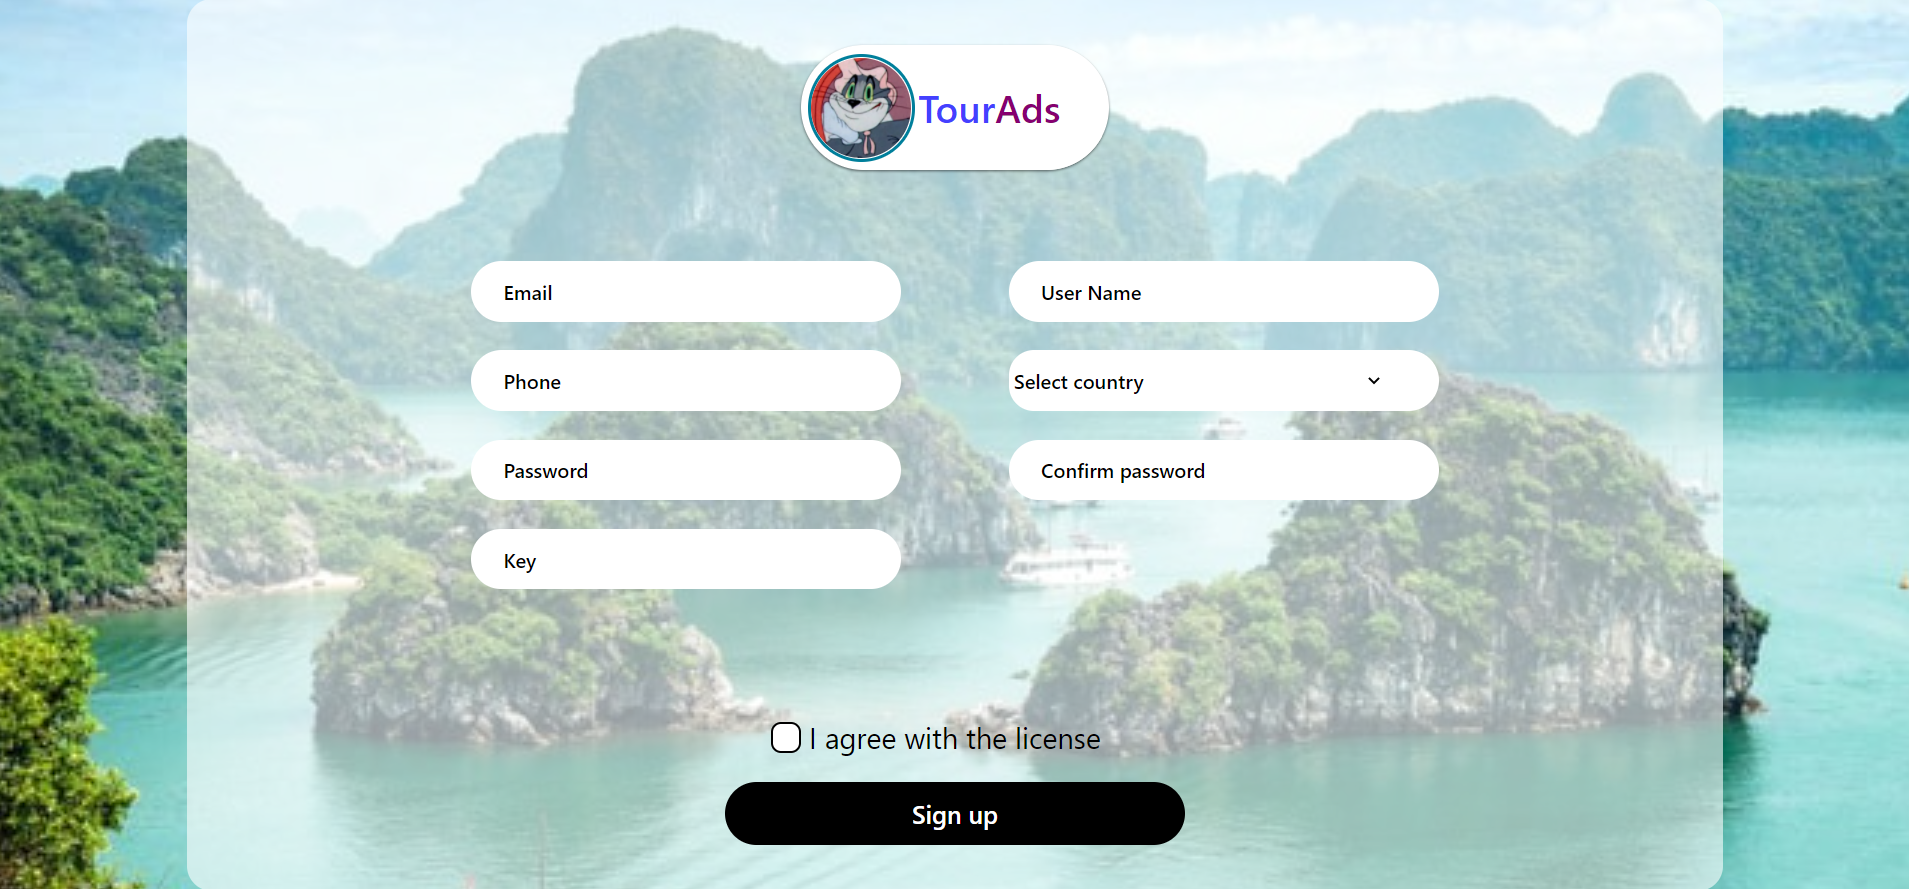 TourAds
Email
User Name
Phone
Select country
Password
Confirm password
Key
I agree with the license
Sign up